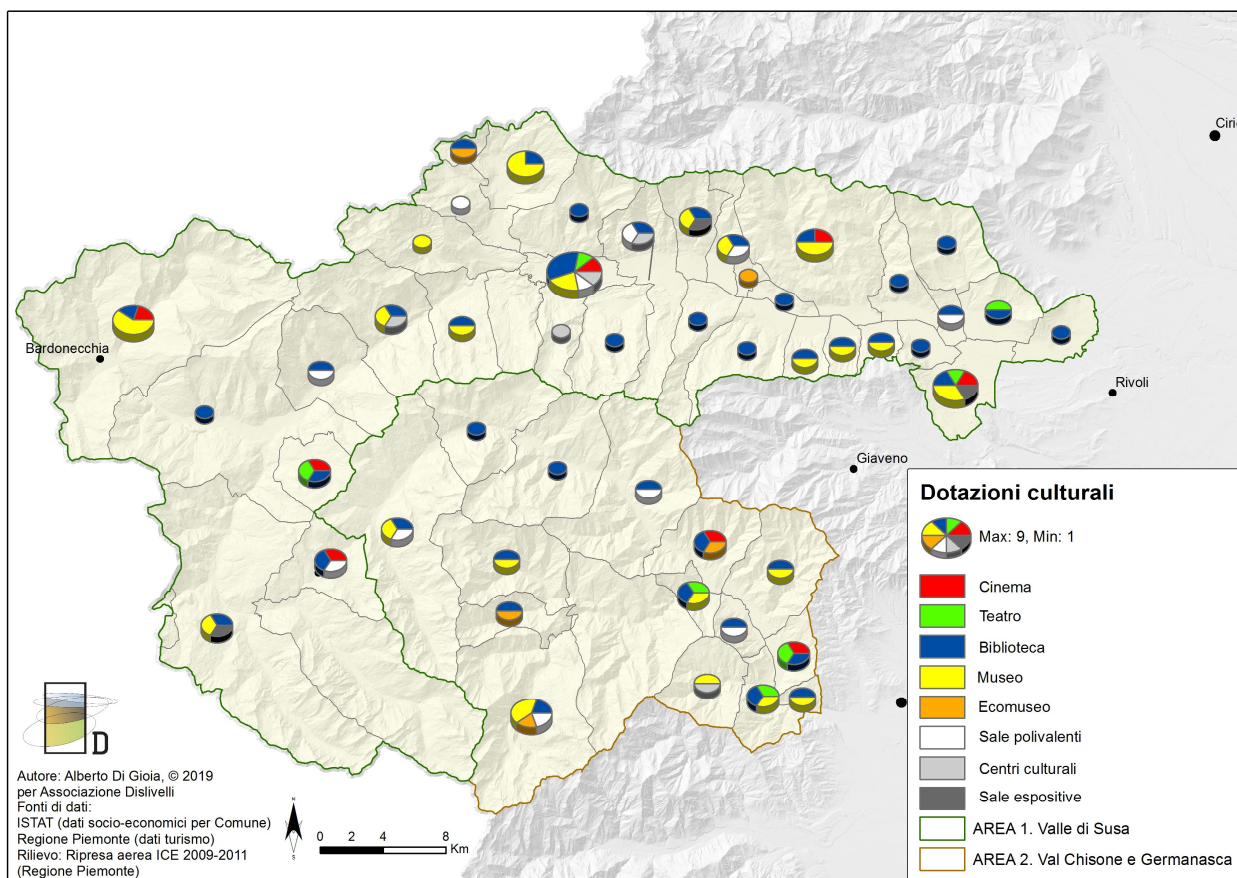 Ciri
Bardonecchia
Rivoli
Giaveno
Dotazioni culturali
Max: 9, Min: 1
Cinema
Teatro
Biblioteca
Museo
Ecomuseo
Sale polivalenti
Centri culturali
Sale espositive
AREA 1. Valle di Susa
AREA 2. Val Chisone e Germanasca
D
Autore: Alberto Di Gioia, © 2019
per Associazione Dislivelli
Fonti di dati:
ISTAT (dati socio-economici per Comune)
Regione Piemonte (dati turismo)
Rilievo: Ripresa aerea ICE 2009-2011
(Regione Piemonte)
N
S
0 2 4 8
Km